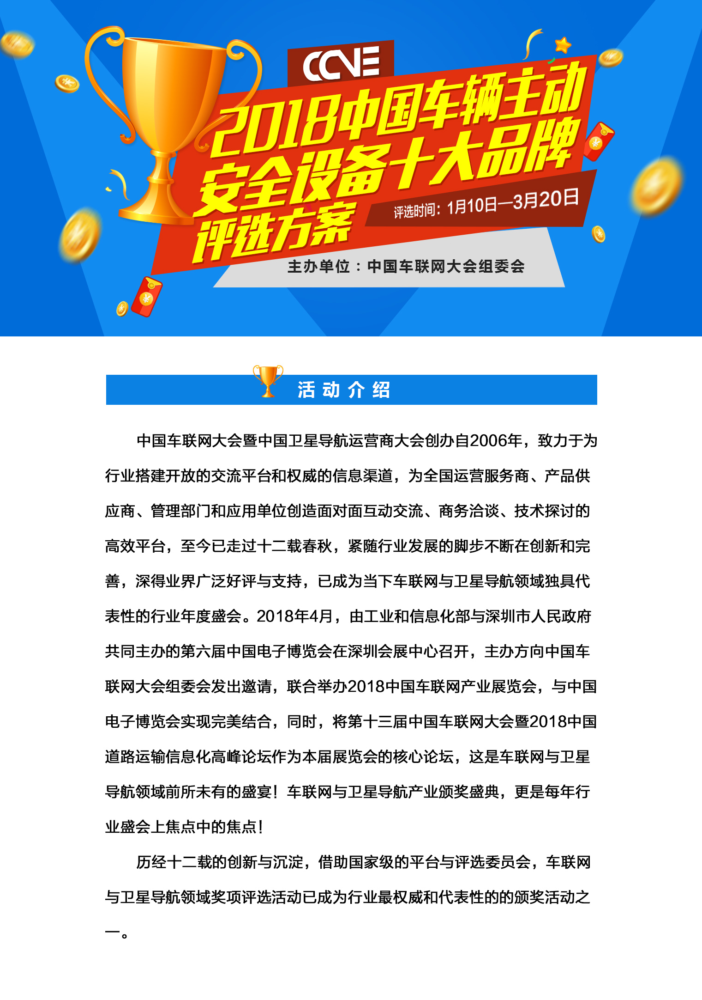 CCVE
2018中国车辆主动
安全设备十大品牌
评选方案
评选时间：1月10日—3月20日
主办单位：中国车联网大会组委会
活动介绍
中国车联网大会暨中国卫星导航运营商大会创办自2006年，致力于为
行业搭建开放的交流平台和权威的信息渠道，为全国运营服务商、产品供
应商、管理部门和应用单位创造面对面互动交流、商务洽谈、技术探讨的
高效平台，至今已走过十二载春秋，紧随行业发展的脚步不断在创新和完
善，深得业界广泛好评与支持，已成为当下车联网与卫星导航领域独具代
表性的行业年度盛会。2018年4月，由工业和信息化部与深圳市人民政府
共同主办的第六届中国电子博览会在深圳会展中心召开，主办方向中国车
联网大会组委会发出邀请，联合举办2018中国车联网产业展览会，与中国
电子博览会实现完美结合，同时，将第十三届中国车联网大会暨2018中国
道路运输信息化高峰论坛作为本届展览会的核心论坛，这是车联网与卫星
导航领域前所未有的盛宴！车联网与卫星导航产业颁奖盛典，更是每年行
业盛会上焦点中的焦点！
历经十二载的创新与沉淀，借助国家级的平台与评选委员会，车联网
与卫星导航领域奖项评选活动已成为行业最权威和代表性的的颁奖活动之
一。